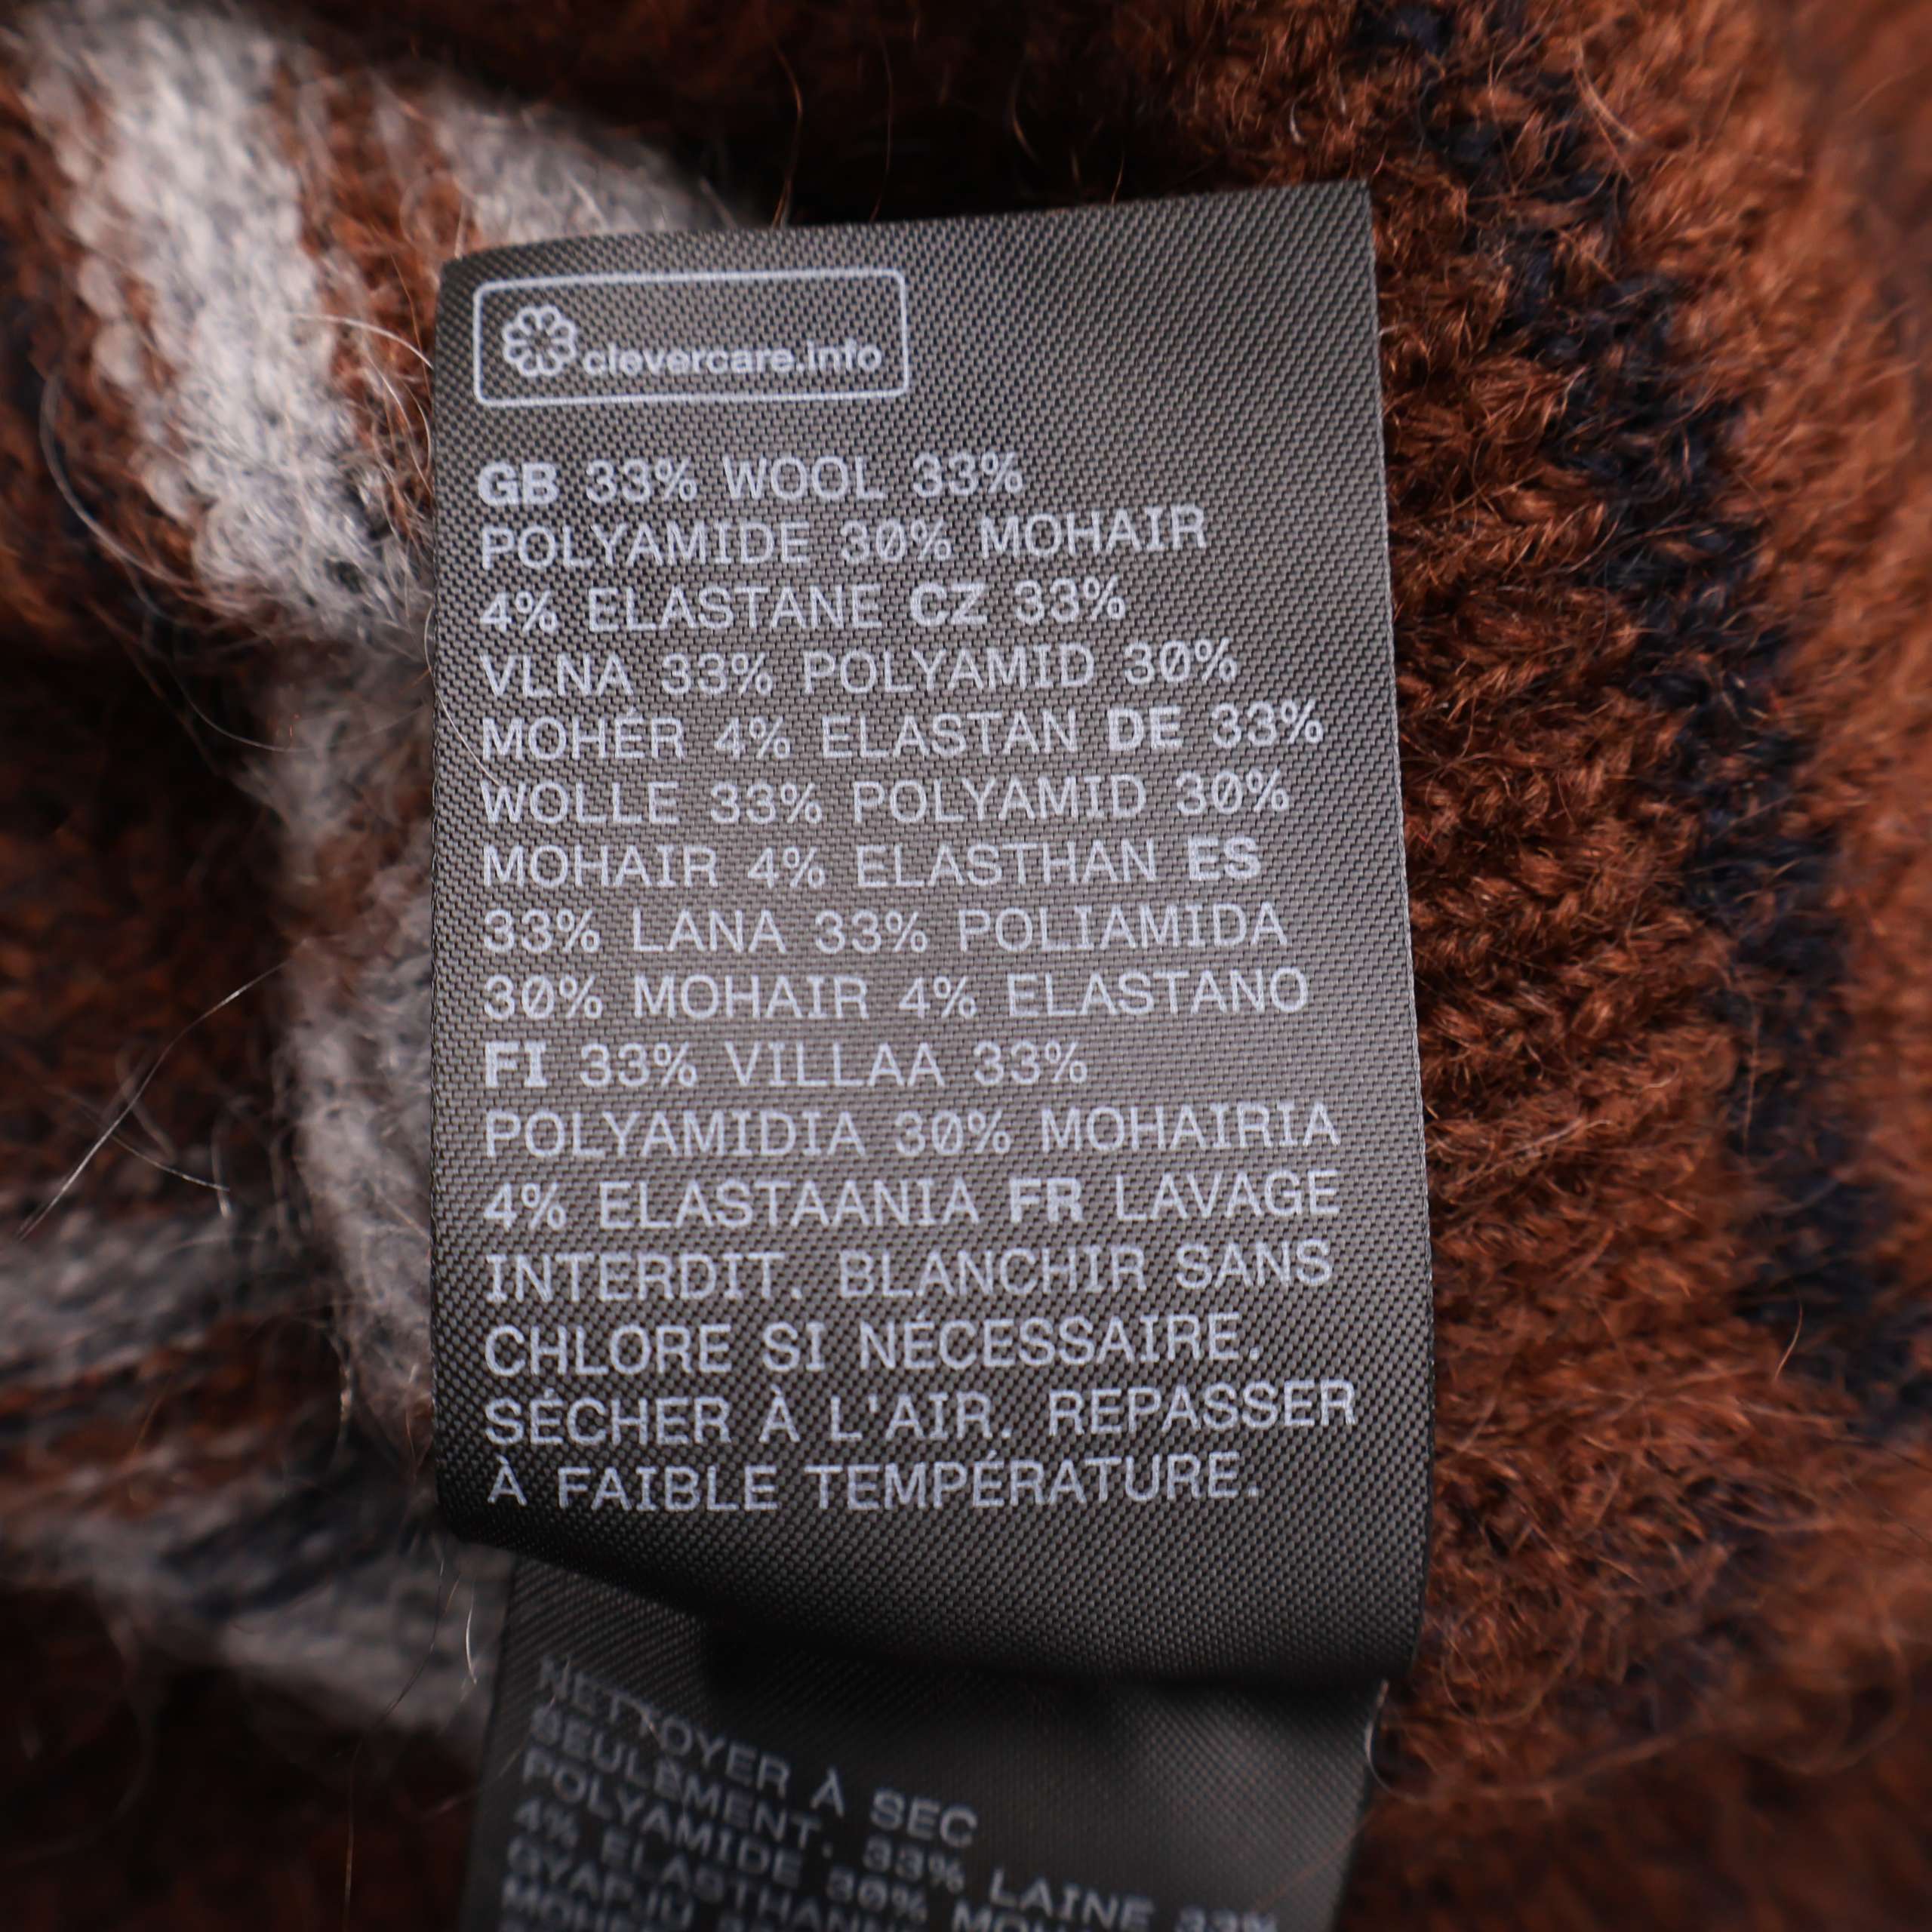 clevercare.info
GB 33% WOOL 33%
POLYAMIDE 30% MOHAIR
4% ELASTANE CZ 33%
VLNA 33% POLYAMID 30%
MOHÉR 4% ELASTAN DE 33%
WOLLE 33% POLYAMID 30%
MOHAIR 4% ELASTHAN ES
33% LANA 33% POLIAMIDA
30% MOHAIR 4% ELASTANO
FI 33% VILLAA 33%
POLYAMIDIA 30% MOHAIRIA
4% ELASTAANIA FR LAVAGE
INTERDIT. BLANCHIR SANS
CHLORE SI NÉCESSAIRE.
SÉCHER À L'AIR. REPASSER
À FAIBLE TEMPÉRATURE.
NETTOYER À SEC
SEULEMENT. 33% LAINE 33%
POLYAMIDE 30%
4%